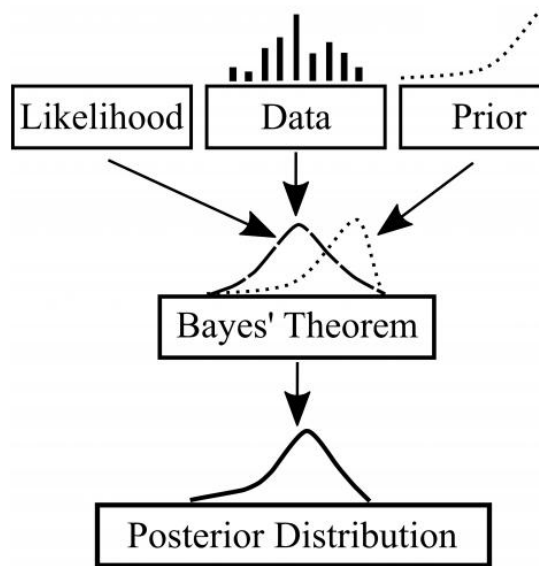 Likelihood
Data
Prior
Bayes' Theorem
Posterior Distribution